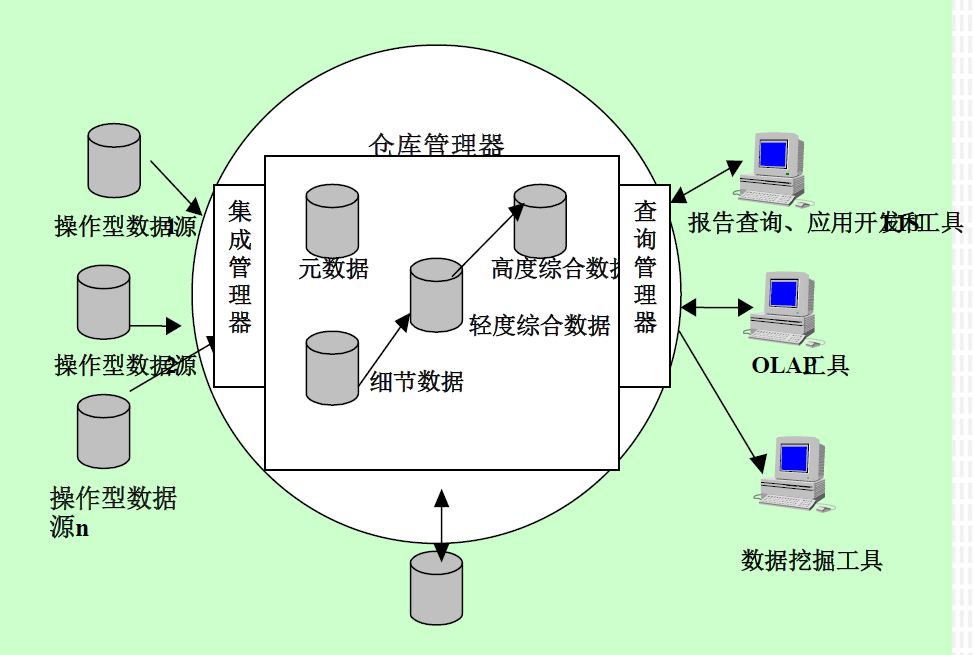 仓库管理器
操作型数据源1
操作型数据源2
操作型数据
源n
集成管理器
元数据
高度综合数据
轻度综合数据
细节数据
查询管理器
报告查询、应用开发和工具
OLAP工具
数据挖掘工具